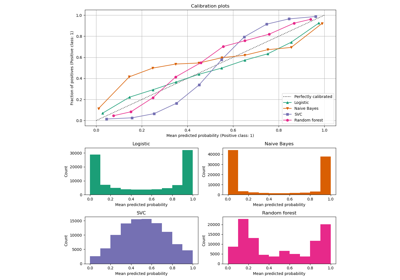 Calibration plots
1.0
0.8
0.6
0.4
0.2
0.0
Fraction of positives (Positive class: 1)
Perfectly calibrated
Logistic
Naive Bayes
SVC
Random forest
0.0 0.2 0.4 0.6 0.8 1.0
Mean predicted probability (Positive class: 1)
Logistic
30000
20000
10000
0
Count
0.0 0.2 0.4 0.6 0.8 1.0
Mean predicted probability
Naive Bayes
40000
30000
20000
10000
0
Count
0.0 0.2 0.4 0.6 0.8 1.0
Mean predicted probability
SVC
15000
10000
5000
0
Count
0.0 0.2 0.4 0.6 0.8 1.0
Mean predicted probability
Random forest
20000
15000
10000
5000
0
Count
0.0 0.2 0.4 0.6 0.8 1.0
Mean predicted probability